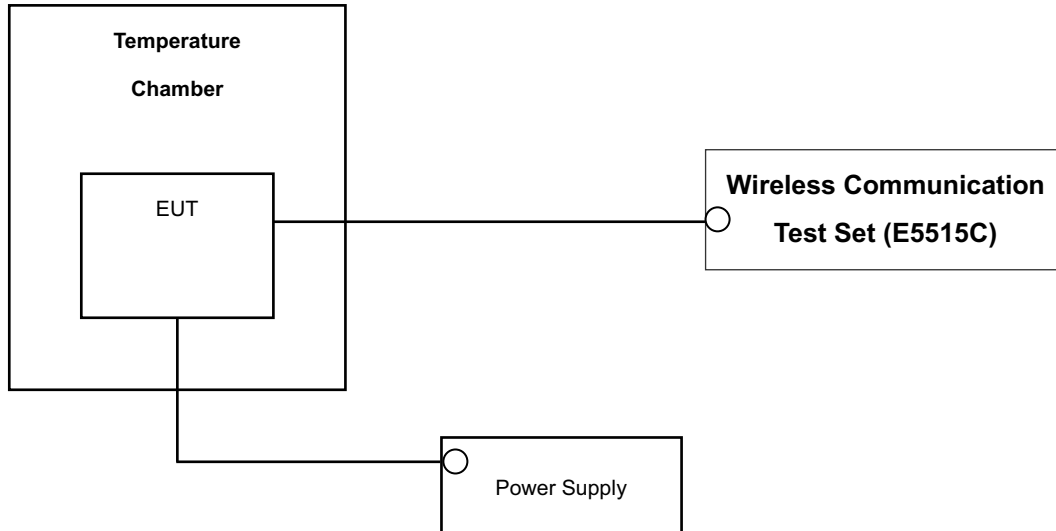 Temperature
Chamber
EUT
Wireless Communication
Test Set (E5515C)
Power Supply